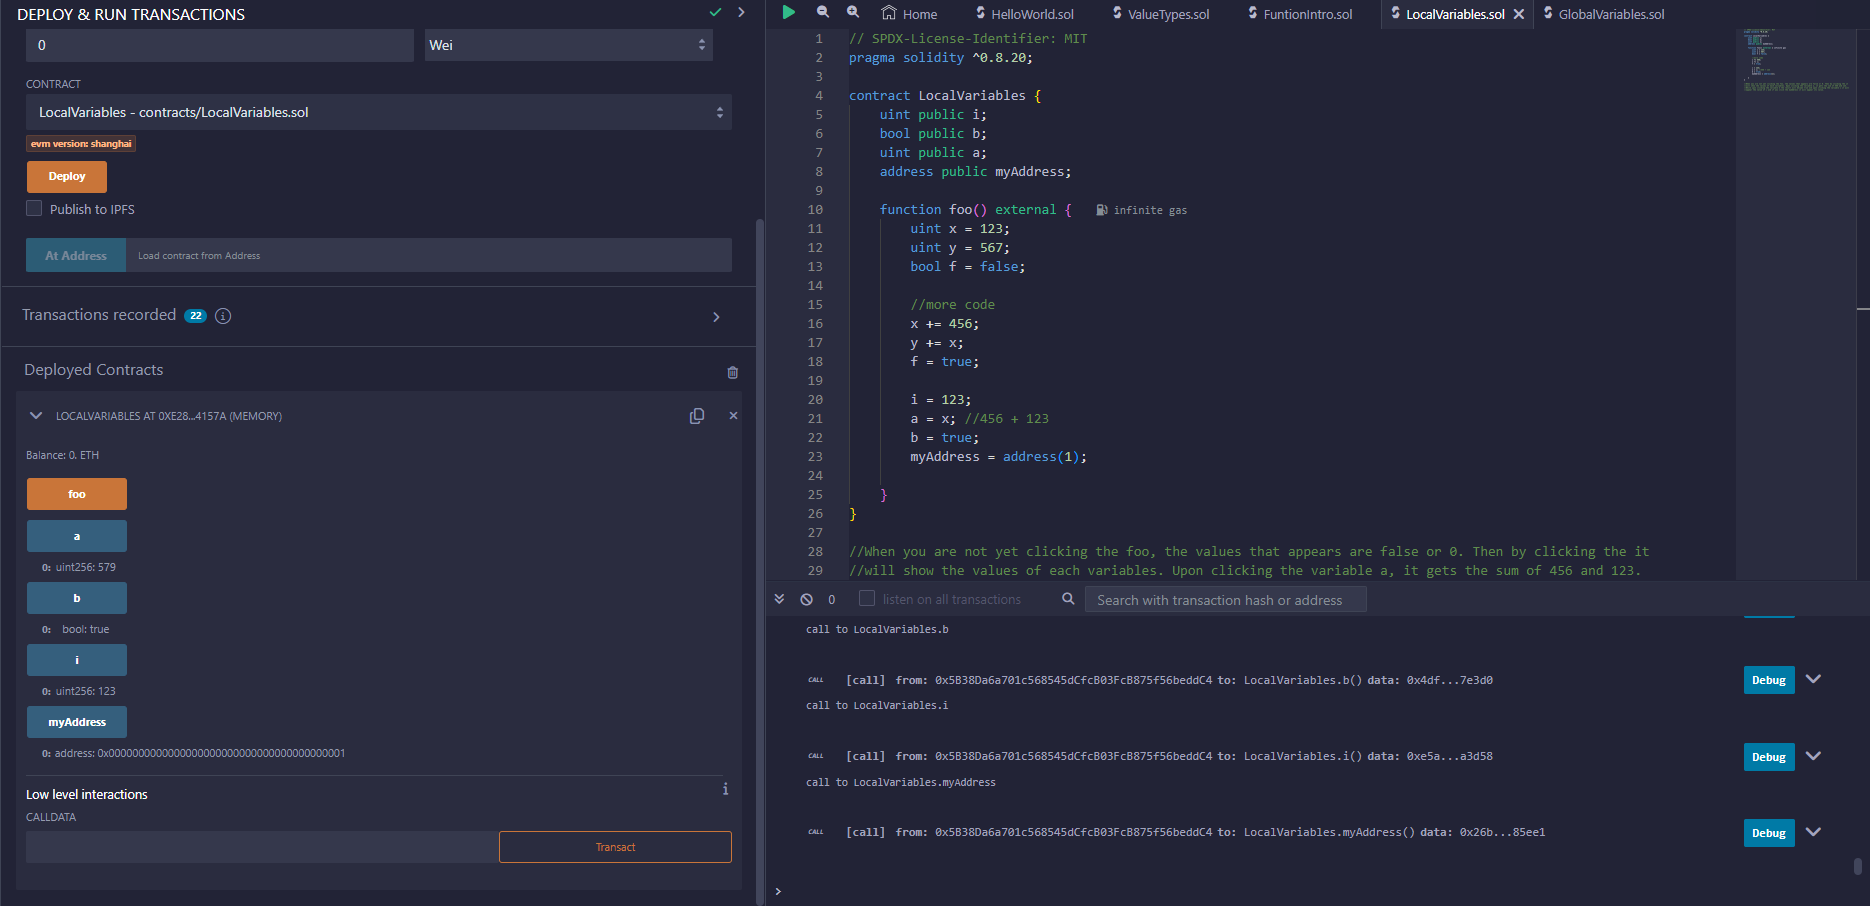 DEPLOY & RUN TRANSACTIONS
0
Wei
CONTRACT
LocalVariables - contracts/LocalVariables.sol
evm version: shanghai
Deploy
Publish to IPFS
At Address
Load contract from Address
Transactions recorded 22 i
Deployed Contracts
LOCALVARIABLES AT 0XE28...4157A (MEMORY)
Balance: 0. ETH
foo
a
0: uint256: 579
b
0: bool: true
i
0: uint256: 123
myAddress
0: address: 0x0000000000000000000000000000000000000001
Low level interactions
i
CALLDATA
Transact
Home
HelloWorld.sol
ValueTypes.sol
FuntionIntro.sol
LocalVariables.sol
GlobalVariables.sol
1 // SPDX-License-Identifier: MIT
2 pragma solidity ^0.8.20;
3
4 contract LocalVariables {
5 uint public i;
6 bool public b;
7 uint public a;
8 address public myAddress;
9
10 function foo() external { infinite gas
11 uint x = 123;
12 uint y = 567;
13 bool f = false;
14
15 //more code
16 x += 456;
17 y += x;
18 f = true;
19
20 i = 123;
21 a = x; //456 + 123
22 b = true;
23 myAddress = address(1);
24
25 }
26 }
27
28 //When you are not yet clicking the foo, the values that appears are false or 0. Then by clicking the it
29 //will show the values of each variables. Upon clicking the variable a, it gets the sum of 456 and 123.
0
listen on all transactions
Search with transaction hash or address
call to LocalVariables.b
CALL [call] from: 0x5B38Da6a701c568545dCfcB03FcB875f56beddC4 to: LocalVariables.b() data: 0x4df...7e3d0
Debug
call to LocalVariables.i
CALL [call] from: 0x5B38Da6a701c568545dCfcB03FcB875f56beddC4 to: LocalVariables.i() data: 0xe5a...a3d58
Debug
call to LocalVariables.myAddress
CALL [call] from: 0x5B38Da6a701c568545dCfcB03FcB875f56beddC4 to: LocalVariables.myAddress() data: 0x26b...85ee1
Debug
>